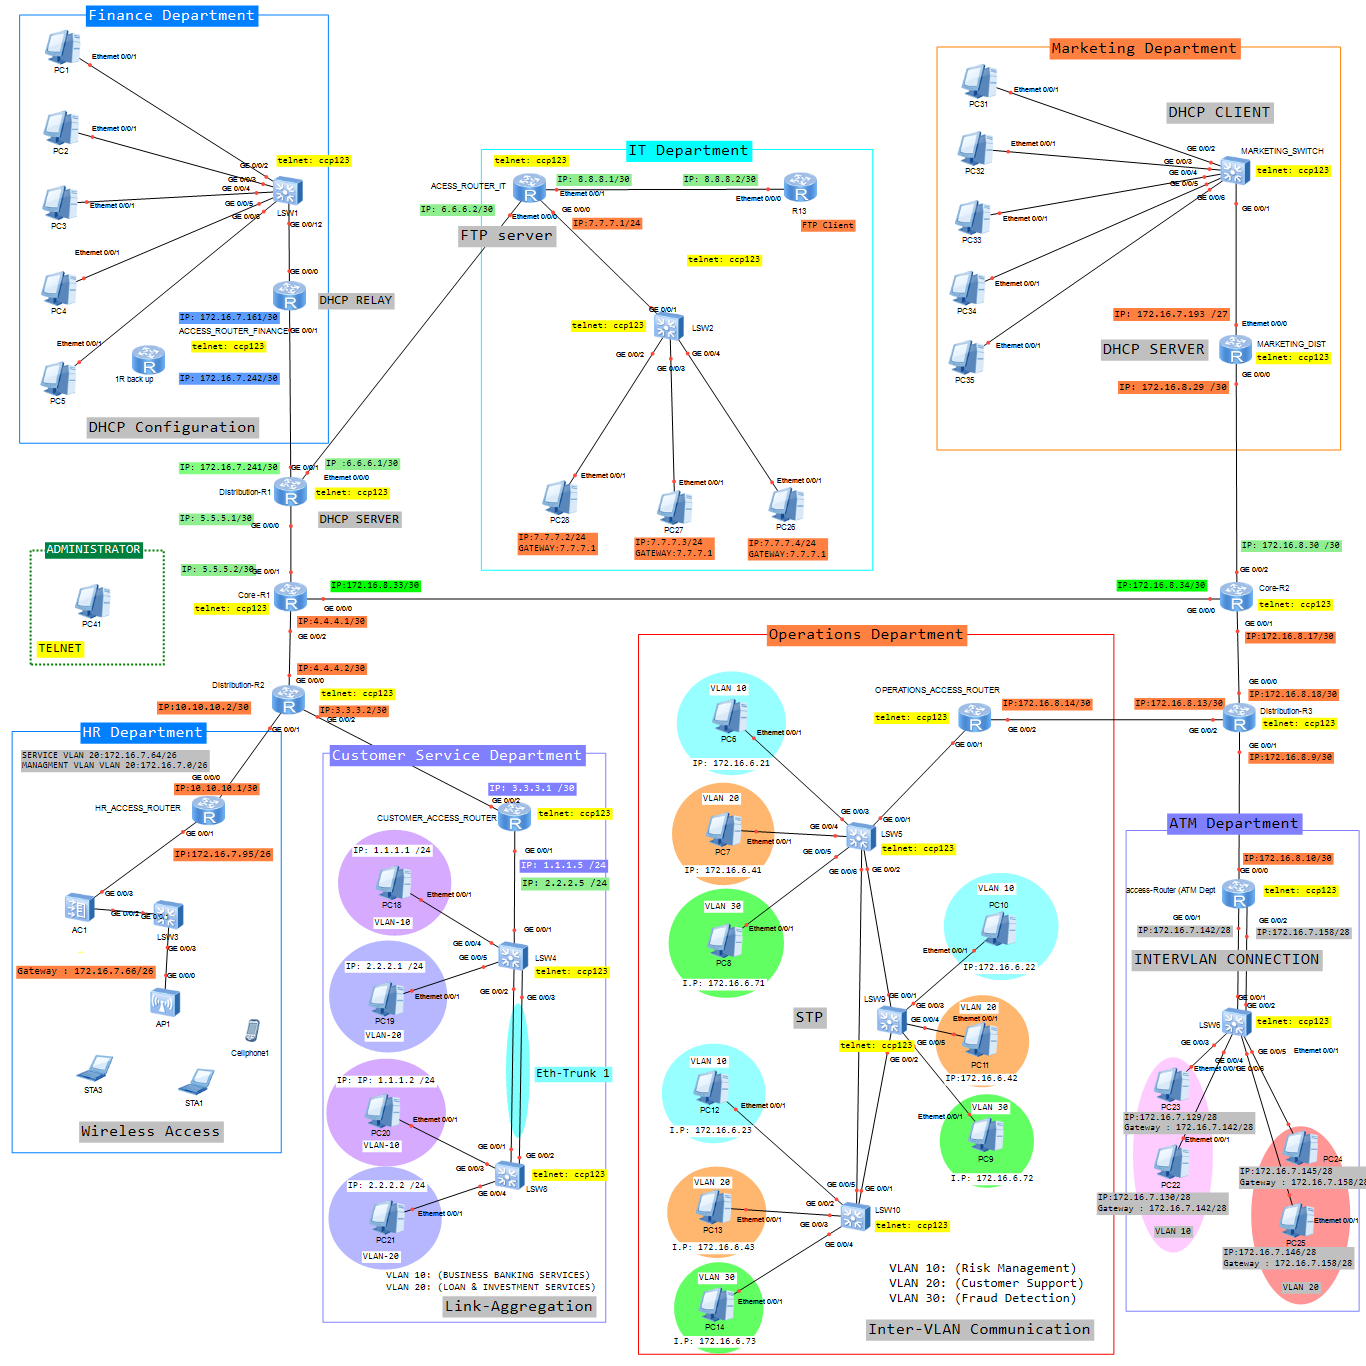 Finance Department
PC1
Ethemet 0/0/1
PC2
Ethemet 0/0/1
PC3
Ethemet 0/0/1
PC4
Ethemet 0/0/1
PC5
Ethemet 0/0/1
telnet: ccp123
GE 0/0/2
GE 0/0/3
GE 0/0/4
GE 0/0/5
GE 0/0/6
LSW1
GE 0/0/12
GE 0/0/0
DHCP RELAY
IP: 172.16.7.161/30
ACCESS_ROUTER_FINANCE
GE 0/0/1
telnet: ccp123
1R back up
IP: 172.16.7.242/30
DHCP Configuration
IT Department
telnet: ccp123
ACESS_ROUTER_IT
IP: 8.8.8.1/30
IP: 8.8.8.2/30
Ethemet 0/0/1
Ethemet 0/0/0
R13
FTP Client
IP: 6.6.6.2/30
Ethemet 0/0/0
GE 0/0/0
IP:7.7.7.1/24
FTP server
telnet: ccp123
GE 0/0/1
telnet: ccp123
LSW2
GE 0/0/2
GE 0/0/3
GE 0/0/4
Ethemet 0/0/1
Ethemet 0/0/1
Ethemet 0/0/1
PC28
PC27
PC26
IP:7.7.7.2/24
GATEWAY:7.7.7.1
IP:7.7.7.3/24
GATEWAY:7.7.7.1
IP:7.7.7.4/24
GATEWAY:7.7.7.1
Marketing Department
PC31
Ethemet 0/0/1
PC32
Ethemet 0/0/1
PC33
Ethemet 0/0/1
PC34
Ethemet 0/0/1
PC35
Ethemet 0/0/1
DHCP CLIENT
MARKETING_SWITCH
telnet: ccp123
GE 0/0/2
GE 0/0/3
GE 0/0/4
GE 0/0/5
GE 0/0/6
GE 0/0/1
IP: 172.16.7.193 /27
Ethemet 0/0/0
DHCP SERVER
MARKETING_DIST
telnet: ccp123
GE 0/0/0
IP: 172.16.8.29 /30
IP: 172.16.7.241/30
GE 0/0/1
IP :6.6.6.1/30
Ethemet 0/0/0
Distribution-R1
telnet: ccp123
IP: 5.5.5.1/30
GE 0/0/0
DHCP SERVER
ADMINISTRATOR
PC41
TELNET
IP: 5.5.5.2/30
GE 0/0/1
Core -R1
telnet: ccp123
IP:172.16.8.33/30
GE 0/0/0
IP:4.4.4.1/30
GE 0/0/2
IP: 172.16.8.30 /30
GE 0/0/2
IP:172.16.8.34/30
GE 0/0/0
Core-R2
telnet: ccp123
GE 0/0/1
IP:172.16.8.17/30
IP:4.4.4.2/30
GE 0/0/0
Distribution-R2
telnet: ccp123
IP:10.10.10.2/30
GE 0/0/1
IP:3.3.3.2/30
GE 0/0/2
HR Department
SERVICE VLAN 20:172.16.7.64/26
MANAGMENT VLAN VLAN 20:172.16.7.0/26
GE 0/0/0
IP:10.10.10.1/30
HR_ACCESS_ROUTER
GE 0/0/1
IP:172.16.7.95/26
GE 0/0/3
AC1
GE 0/0/2
GE 0/0/1
LSW3
GE 0/0/3
Gateway : 172.16.7.66/26
GE 0/0/0
AP1
Cellphone1
STA3
STA1
Wireless Access
Customer Service Department
IP: 3.3.3.1 /30
GE 0/0/2
CUSTOMER_ACCESS_ROUTER
telnet: ccp123
GE 0/0/1
IP: 1.1.1.5 /24
IP: 2.2.2.5 /24
IP: 1.1.1.1 /24
PC18
Ethemet 0/0/1
VLAN-10
GE 0/0/1
GE 0/0/4
GE 0/0/5
LSW4
telnet: ccp123
GE 0/0/2
GE 0/0/3
IP: 2.2.2.1 /24
PC19
Ethemet 0/0/1
VLAN-20
Eth-Trunk 1
IP: IP: 1.1.1.2 /24
PC20
Ethemet 0/0/1
VLAN-10
GE 0/0/1
GE 0/0/2
GE 0/0/3
GE 0/0/4
LSW8
telnet: ccp123
IP: 2.2.2.2 /24
PC21
Ethemet 0/0/1
VLAN-20
VLAN 10: (BUSINESS BANKING SERVICES)
VLAN 20: (LOAN & INVESTMENT SERVICES)
Link-Aggregation
Operations Department
VLAN 10
PC6
Ethemet 0/0/1
IP: 172.16.6.21
OPERATIONS_ACCESS_ROUTER
telnet: ccp123
GE 0/0/1
IP: 172.16.8.14/30
GE 0/0/2
VLAN 20
PC7
Ethemet 0/0/1
I.P: 172.16.6.41
GE 0/0/3
GE 0/0/4
GE 0/0/1
GE 0/0/5
GE 0/0/6
GE 0/0/2
LSW5
telnet: ccp123
VLAN 30
PC8
Ethemet 0/0/1
I.P: 172.16.6.71
VLAN 10
PC10
Ethemet 0/0/1
IP:172.16.6.22
STP
LSW9
GE 0/0/1
GE 0/0/3
GE 0/0/4
GE 0/0/5
GE 0/0/2
telnet: ccp123
VLAN 20
Ethemet 0/0/1
PC11
IP:172.16.6.42
VLAN 10
PC12
Ethemet 0/0/1
I.P: 172.16.6.23
VLAN 30
Ethemet 0/0/1
PC9
I.P: 172.16.6.72
VLAN 20
PC13
Ethemet 0/0/1
I.P: 172.16.6.43
GE 0/0/5
GE 0/0/1
GE 0/0/2
GE 0/0/3
GE 0/0/4
LSW10
telnet: ccp123
VLAN 30
PC14
Ethemet 0/0/1
I.P: 172.16.6.73
VLAN 10: (Risk Management)
VLAN 20: (Customer Support)
VLAN 30: (Fraud Detection)
Inter-VLAN Communication
GE 0/0/0
IP:172.16.8.18/30
IP: 172.16.8.13/30
GE 0/0/2
Distribution-R3
telnet: ccp123
GE 0/0/1
IP:172.16.8.9/30
ATM Department
IP:172.16.8.10/30
GE 0/0/0
access-Router (ATM Dept
telnet: ccp123
GE 0/0/1
GE 0/0/2
IP:172.16.7.142/28
IP:172.16.7.158/28
INTERVLAN CONNECTION
GE 0/0/1
GE 0/0/2
LSW6
telnet: ccp123
GE 0/0/3
GE 0/0/4
GE 0/0/5
GE 0/0/6
Ethemet 0/0/1
Ethemet 0/0/1
PC23
IP:172.16.7.129/28
Gateway : 172.16.7.142/28
Ethemet 0/0/1
PC22
IP:172.16.7.130/28
Gateway : 172.16.7.142/28
VLAN 10
PC24
IP:172.16.7.145/28
Gateway : 172.16.7.158/28
Ethemet 0/0/1
PC25
IP:172.16.7.146/28
Gateway : 172.16.7.158/28
VLAN 20